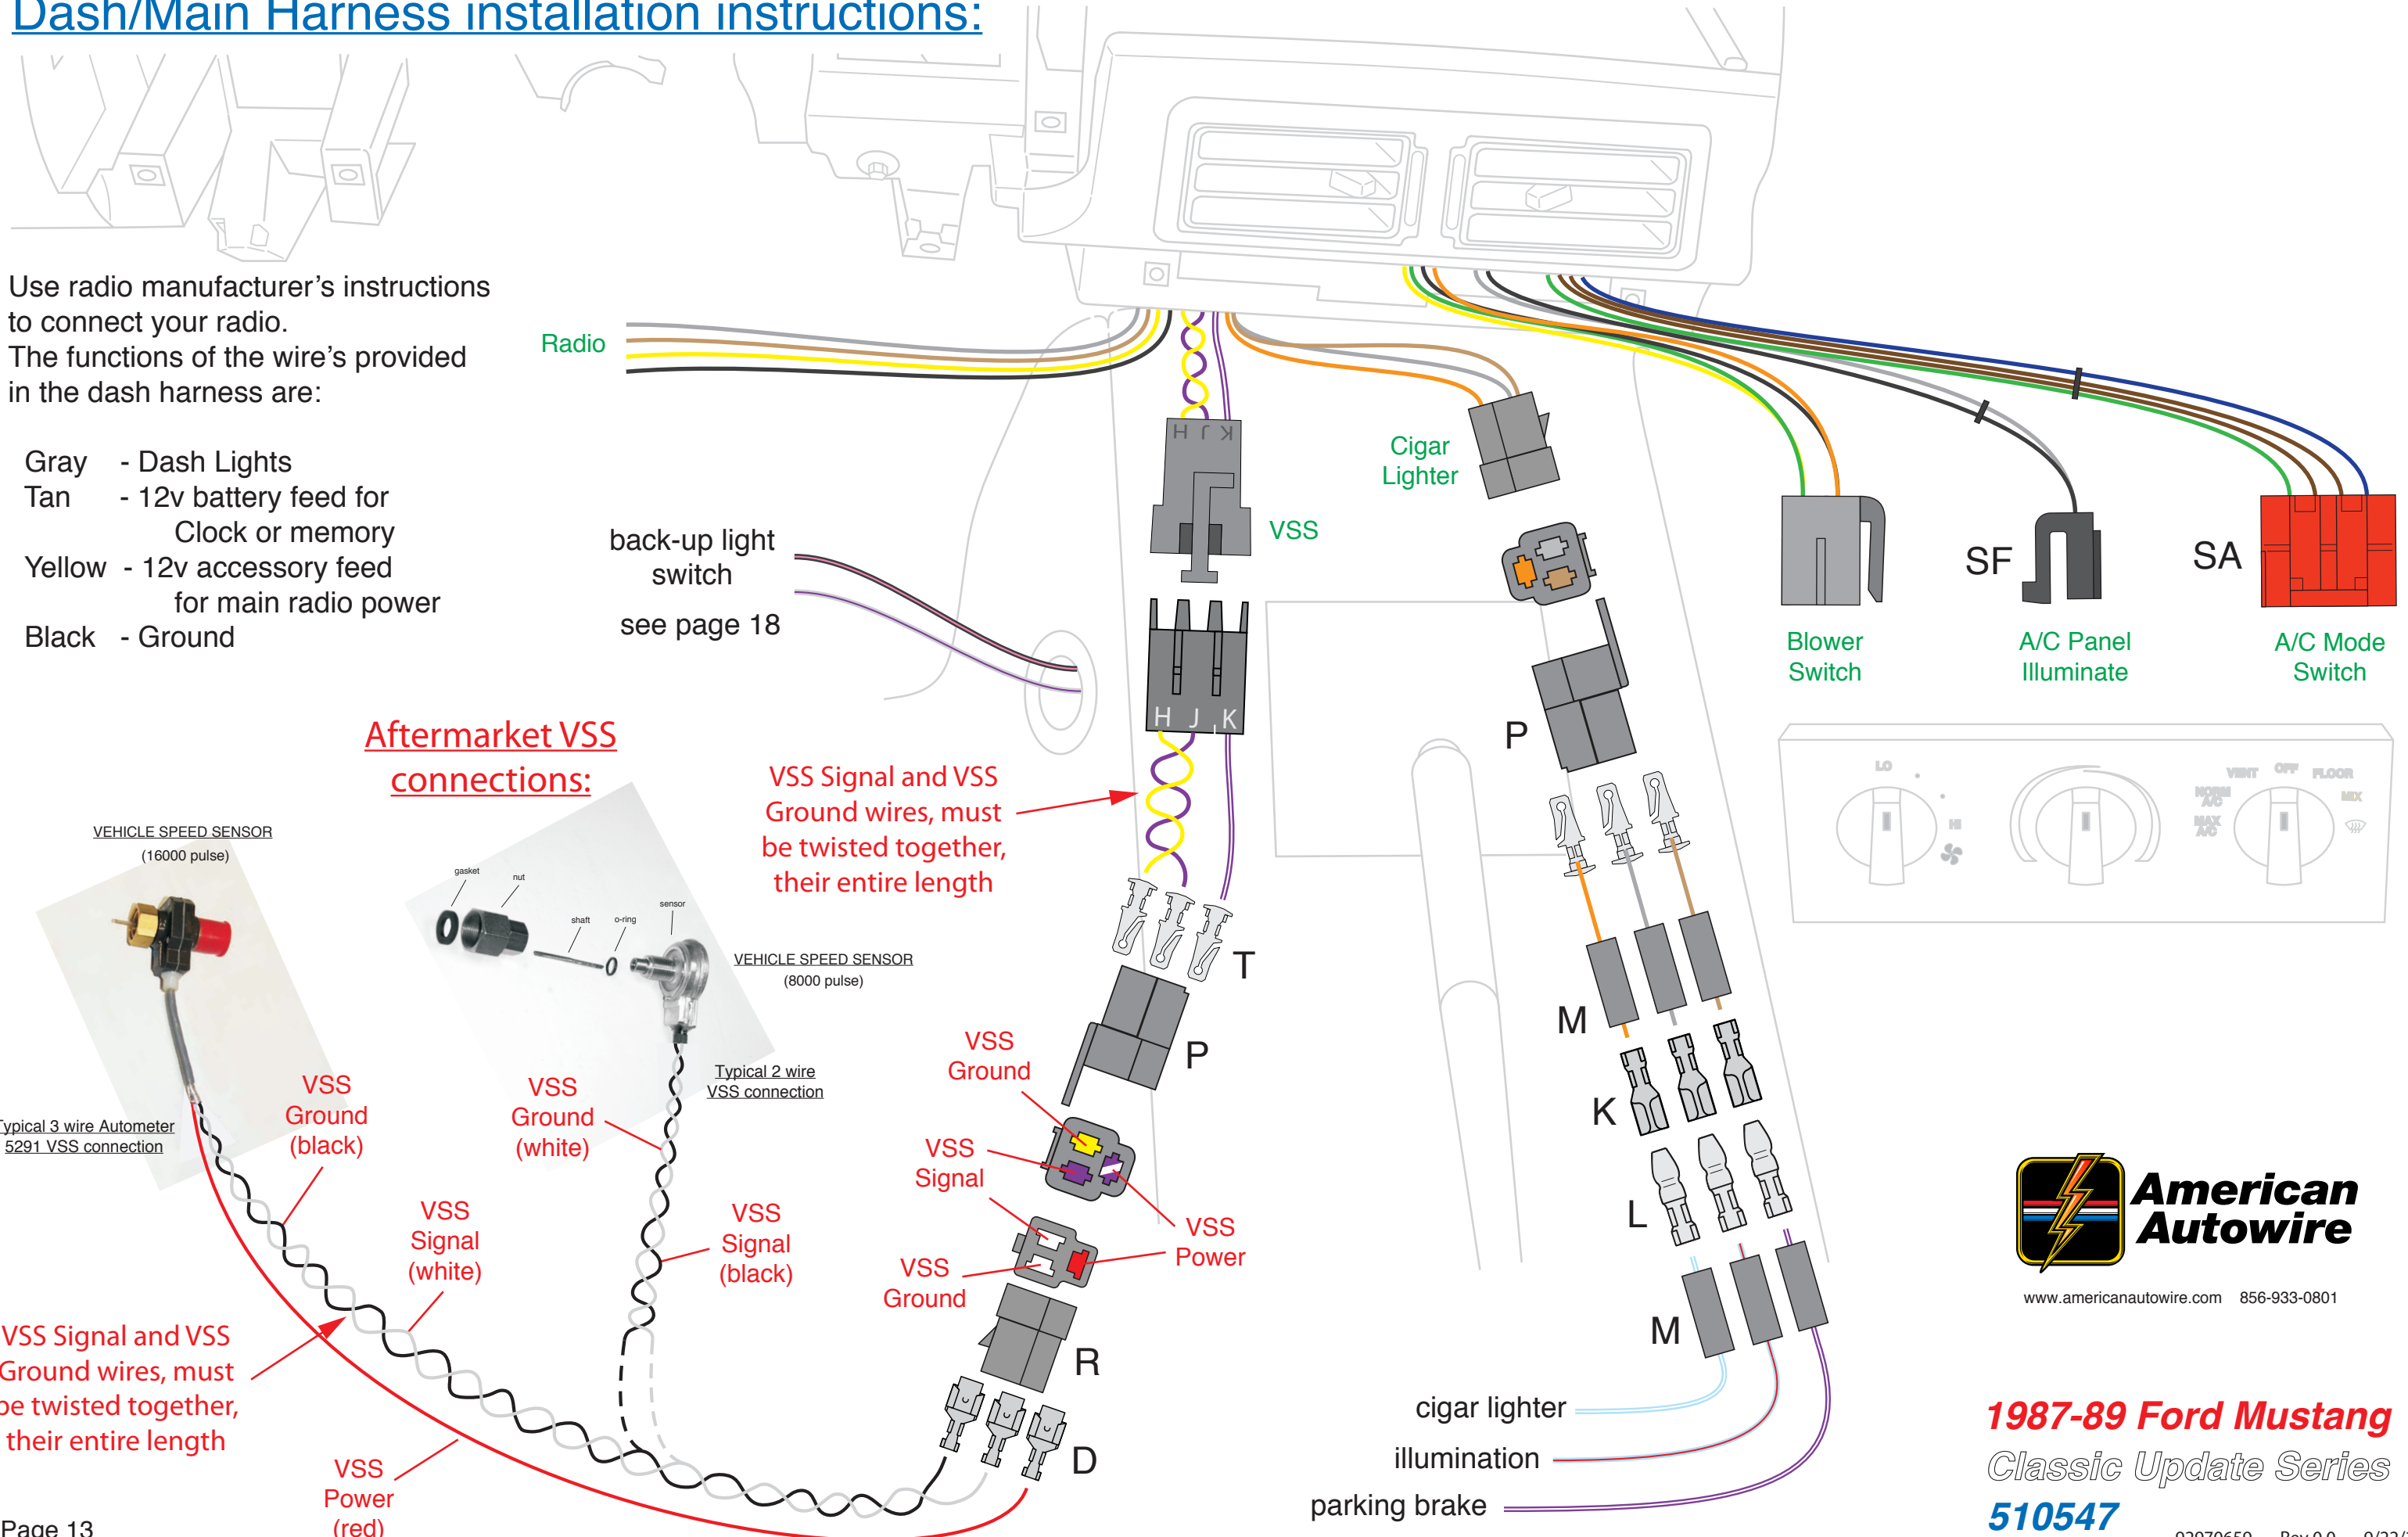 Dash/Main Harness installation instructions:
Use radio manufacturer's instructions
to connect your radio.
The functions of the wire's provided
in the dash harness are:
Gray - Dash Lights
Tan - 12v battery feed for
Clock or memory
Yellow - 12v accessory feed
for main radio power
Black - Ground
Radio
H J K
VSS
Cigar
Lighter
back-up light
switch
see page 18
H J K
P
Blower
Switch
SF
A/C Panel
Illuminate
SA
A/C Mode
Switch
LO
HI
VENT OFF FLOOR
NORM
A/C
MIX
MAX
A/C
Aftermarket VSS
connections:
VSS Signal and VSS
Ground wires, must
be twisted together,
their entire length
VEHICLE SPEED SENSOR
(16000 pulse)
gasket
nut
shaft
o-ring
sensor
VEHICLE SPEED SENSOR
(8000 pulse)
Typical 2 wire
VSS connection
Typical 3 wire Autometer
5291 VSS connection
VSS
Ground
(black)
VSS
Ground
(white)
VSS
Signal
(white)
VSS
Signal
(black)
T
P
VSS
Ground
VSS
Signal
VSS
Power
VSS
Ground
R
D
M
K
L
M
VSS Signal and VSS
Ground wires, must
be twisted together,
their entire length
VSS
Power
(red)
cigar lighter
illumination
parking brake
American
Autowire
www.americanautowire.com 856-933-0801
1987-89 Ford Mustang
Classic Update Series
510547
Page 13